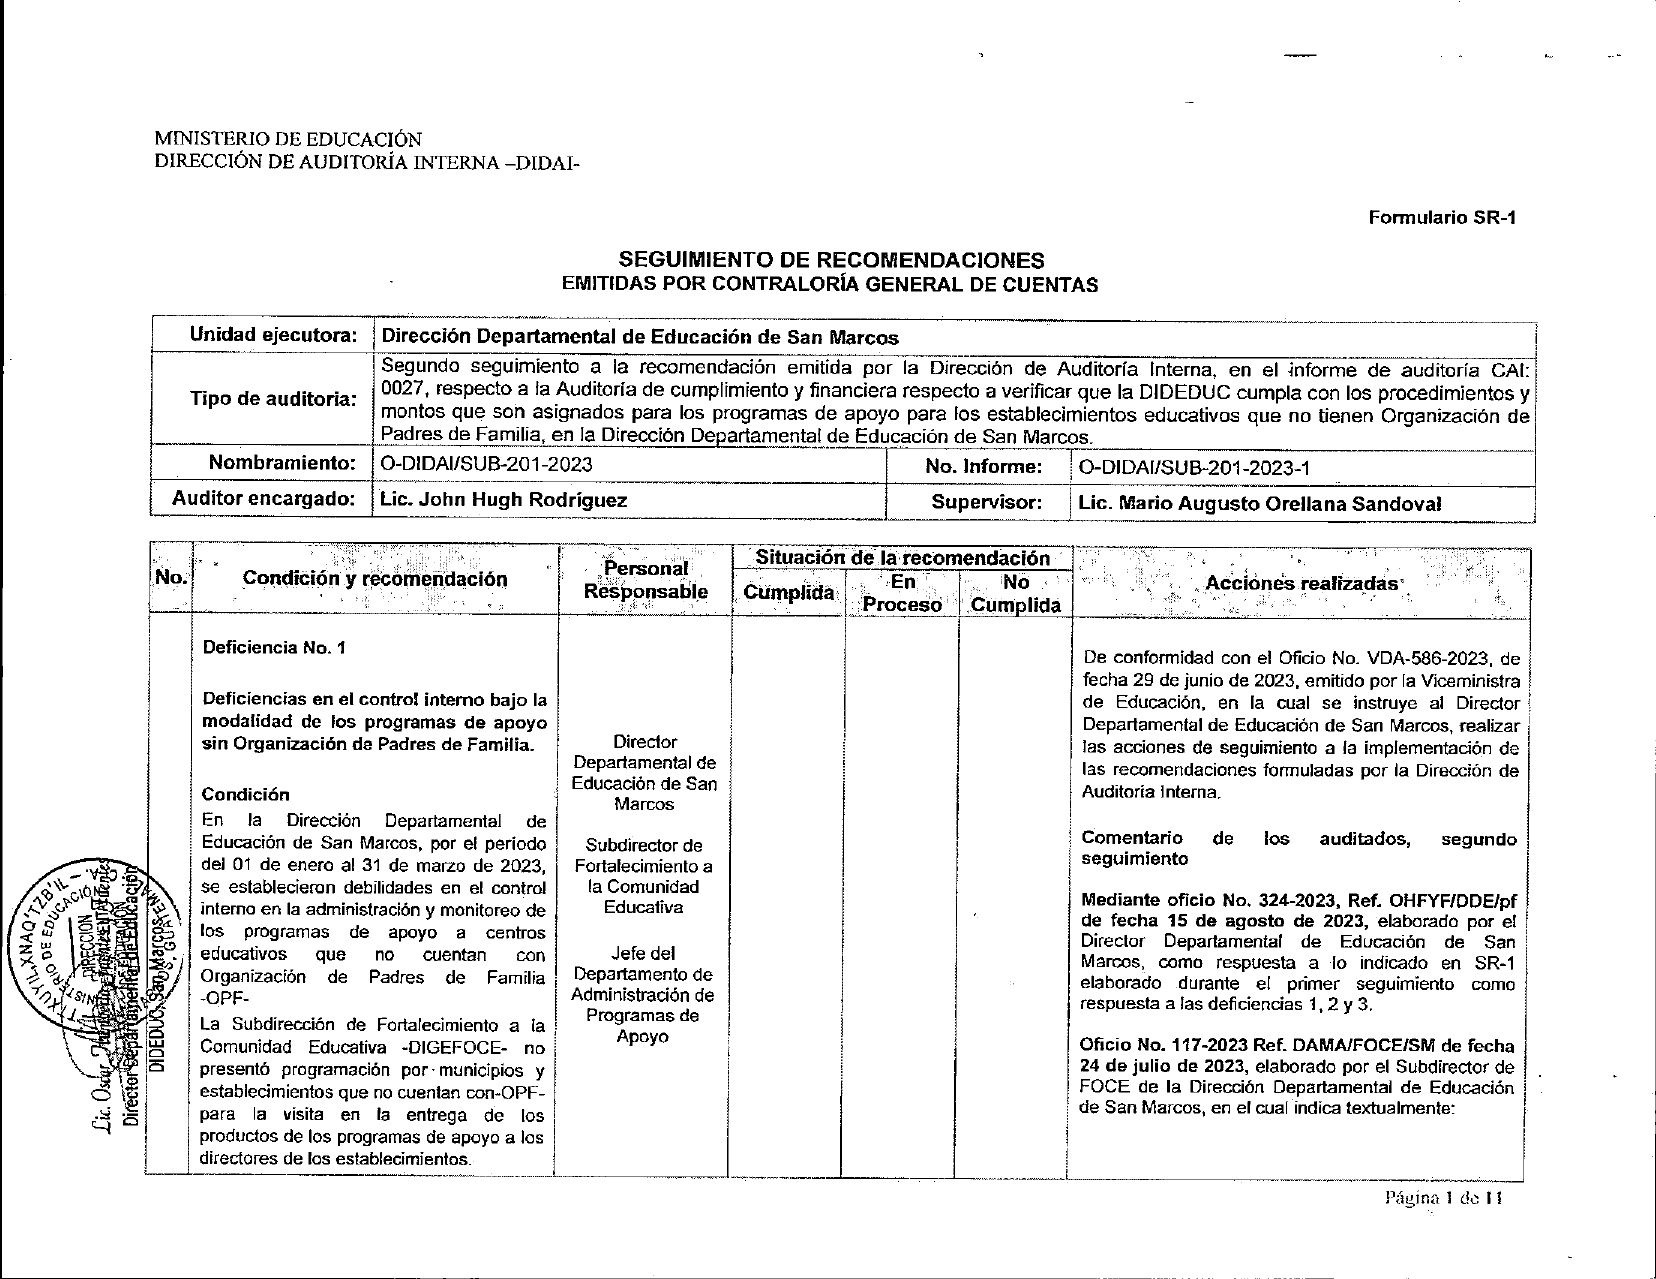 MINISTERIO DE EDUCACIÓN
DIRECCIÓN DE AUDITORÍA INTERNA –DIDAI-
Formulario SR-1
SEGUIMIENTO DE RECOMENDACIONES
EMITIDAS POR CONTRALORÍA GENERAL DE CUENTAS
Unidad ejecutora: Dirección Departamental de Educación de San Marcos
Tipo de auditoria:
Segundo seguimiento a la recomendación emitida por la Dirección de Auditoría Interna, en el informe de auditoría CAI:
0027, respecto a la Auditoría de cumplimiento y financiera respecto a verificar que la DIDEDUC cumpla con los procedimientos y
montos que son asignados para los programas de apoyo para los establecimientos educativos que no tienen Organización de
Padres de Familia, en la Dirección Departamental de Educación de San Marcos.
Nombramiento: O-DIDAI/SUB-201-2023 No. Informe: O-DIDAI/SUB-201-2023-1
Auditor encargado: Lic. John Hugh Rodríguez Supervisor: Lic. Mario Augusto Orellana Sandoval
No.
Condición y recomendación
Personal
Responsable
Situación de la recomendación
Cumplida
En
Proceso
No
Cumplida
Acciones realizadas
Deficiencia No. 1
Deficiencias en el control interno bajo la
modalidad de los programas de apoyo
sin Organización de Padres de Familia.
Condición
En la Dirección Departamental de
Educación de San Marcos, por el periodo
del 01 de enero al 31 de marzo de 2023,
se establecieron debilidades en el control
interno en la administración y monitoreo de
los programas de apoyo a centros
educativos que no cuentan con
Organización de Padres de Familia
-OPF-
La Subdirección de Fortalecimiento a la
Comunidad Educativa -DIGEFOCE- no
presentó programación por municipios y
establecimientos que no cuentan con-OPF-
para la visita en la entrega de los
productos de los programas de apoyo a los
directores de los establecimientos.
Director
Departamental de
Educación de San
Marcos
Subdirector de
Fortalecimiento a
la Comunidad
Educativa
Jefe del
Departamento de
Administración de
Programas de
Apoyo
De conformidad con el Oficio No. VDA-586-2023, de
fecha 29 de junio de 2023, emitido por la Viceministra
de Educación, en la cual se instruye al Director
Departamental de Educación de San Marcos, realizar
las acciones de seguimiento a la implementación de
las recomendaciones formuladas por la Dirección de
Auditoría Interna.
Comentario de los auditados, segundo
seguimiento
Mediante oficio No. 324-2023, Ref. OHFYF/DDE/pf
de fecha 15 de agosto de 2023, elaborado por el
Director Departamental de Educación de San
Marcos, como respuesta a lo indicado en SR-1
elaborado durante el primer seguimiento como
respuesta a las deficiencias 1, 2 y 3.
Oficio No. 117-2023 Ref. DAMA/FOCE/SM de fecha
24 de julio de 2023, elaborado por el Subdirector de
FOCE de la Dirección Departamental de Educación
de San Marcos, en el cual indica textualmente:
Lic. Oscar
Director Departamental de Educación
DIDEDUC, San Marcos
Página 1 de 11